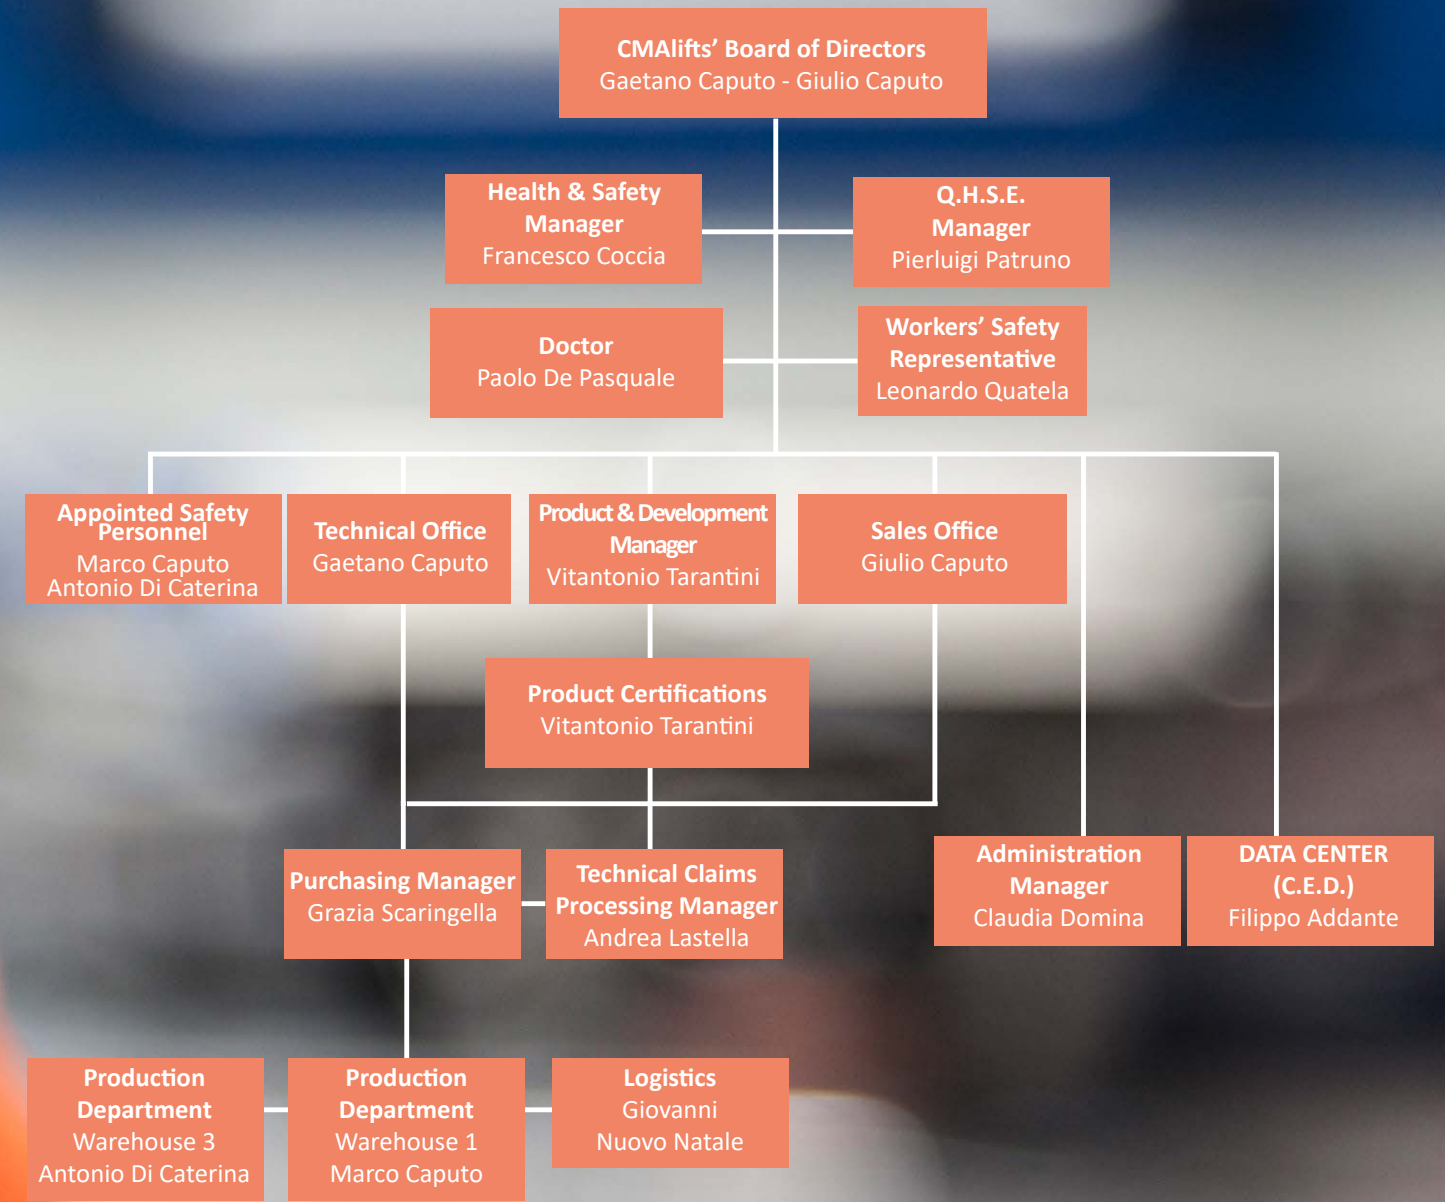 CMAlifts’ Board of Directors
Gaetano Caputo - Giulio Caputo
Health & Safety
Manager
Francesco Coccia
Q.H.S.E.
Manager
Pierluigi Patruno
Doctor
Paolo De Pasquale
Workers’ Safety
Representative
Leonardo Quatela
Appointed Safety
Personnel
Marco Caputo
Antonio Di Caterina
Technical Office
Gaetano Caputo
Product & Development
Manager
Vitantonio Tarantini
Sales Office
Giulio Caputo
Product Certifications
Vitantonio Tarantini
Purchasing Manager
Grazia Scaringella
Technical Claims
Processing Manager
Andrea Lastella
Administration
Manager
Claudia Domina
DATA CENTER
(C.E.D.)
Filippo Addante
Production
Department
Warehouse 3
Antonio Di Caterina
Production
Department
Warehouse 1
Marco Caputo
Logistics
Giovanni
Nuovo Natale